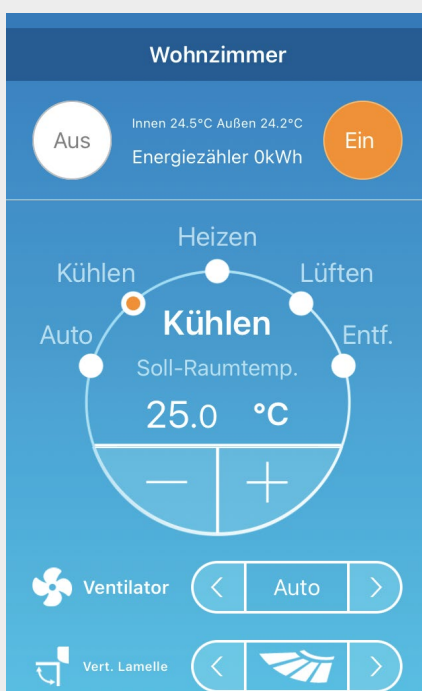 Wohnzimmer
Aus
Innen 24.5°C Außen 24.2°C
Energiezähler 0kWh
Ein
Heizen
Kühlen
Lüften
Auto
Kühlen
Entf.
Soll-Raumtemp.
25.0 °C
Ventilator
Auto
Vert. Lamelle